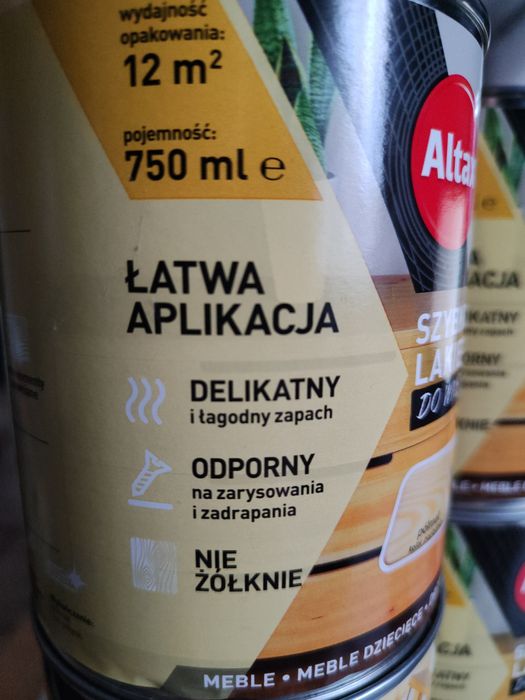 wydajność
opakowania:
12 m²
pojemność:
750 ml ℮
Altax
ŁATWA
APLIKACJA
DELIKATNY
i łagodny zapach
ODPORNY
na zarysowania
i zadrapania
NIE
ŻÓŁKNIE
DO
MEBLE • MEBLE DZIECIĘCE •